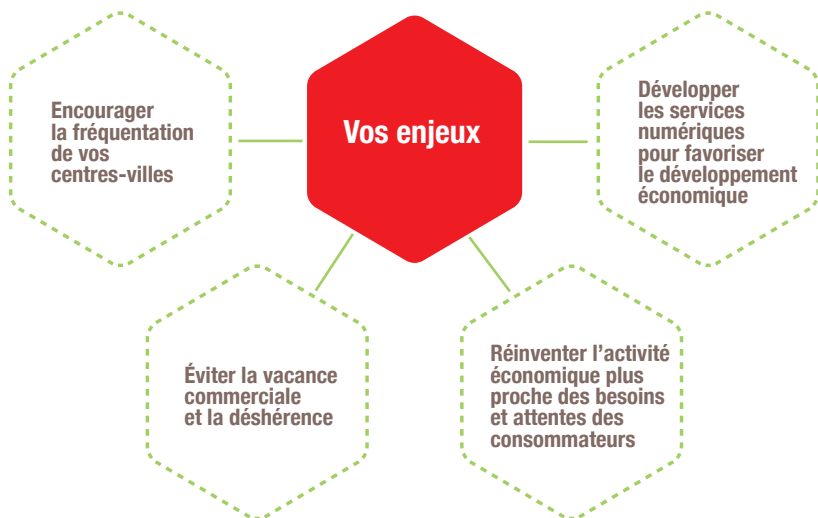 Vos enjeux
Encourager
la fréquentation
de vos
centres-villes
Développer
les services
numériques
pour favoriser
le développement
économique
Éviter la vacance
commerciale
et la déshérence
Réinventer l’activité
économique plus
proche des besoins
et attentes des
consommateurs